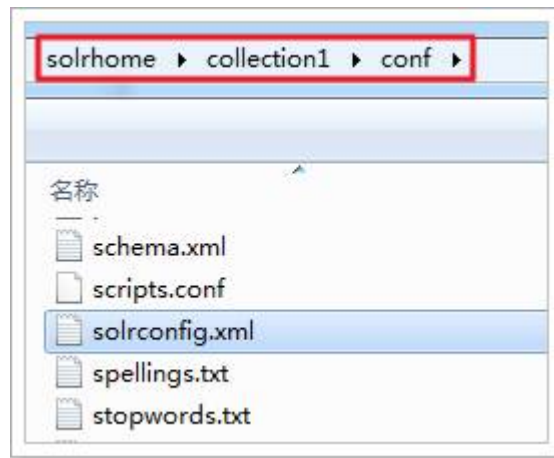 solrhome ▸ collection1 ▸ conf ▸
名称
schema.xml
scripts.conf
solrconfig.xml
spellings.txt
stopwords.txt